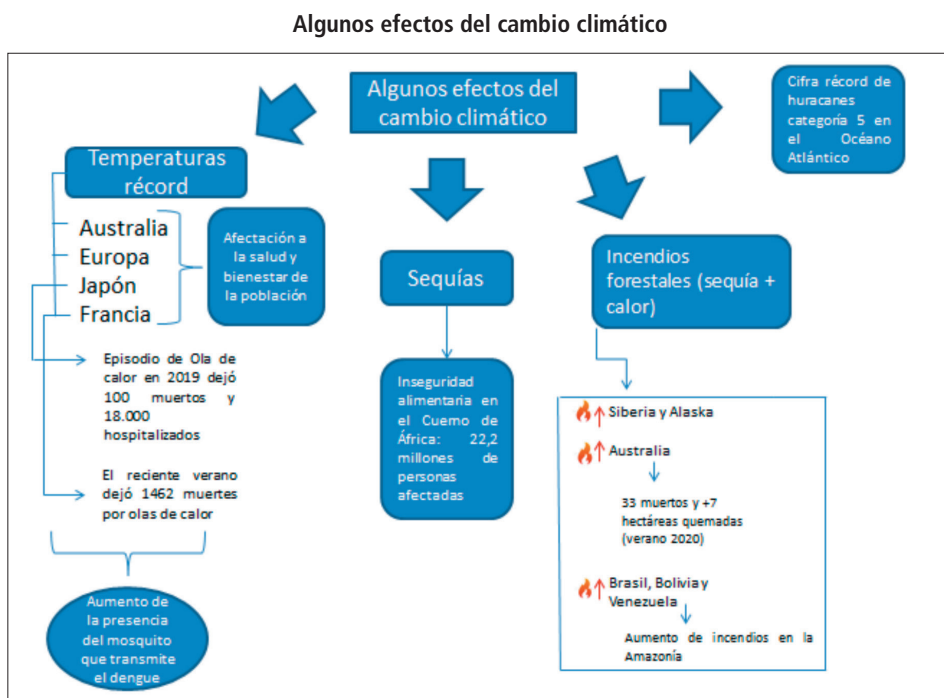 Algunos efectos del cambio climático
Algunos efectos del
cambio climático
Cifra récord de
huracanes
categoría 5 en
el Océano
Atlántico
Temperaturas
récord
Australia
Europa
Japón
Francia
Afectación a
la salud y
bienestar de
la población
Episodio de Ola de
calor en 2019 dejó
100 muertos y
18.000
hospitalizados
El reciente verano
dejó 1462 muertes
por olas de calor
Aumento de
la presencia
del mosquito
que transmite
el dengue
Sequías
Inseguridad
alimentaria en
el Cuerno de
África: 22,2
millones de
personas
afectadas
Incendios
forestales (sequía +
calor)
Siberia y Alaska
Australia
33 muertos y +7
hectáreas quemadas
(verano 2020)
Brasil, Bolivia y
Venezuela
Aumento de incendios en la
Amazonía